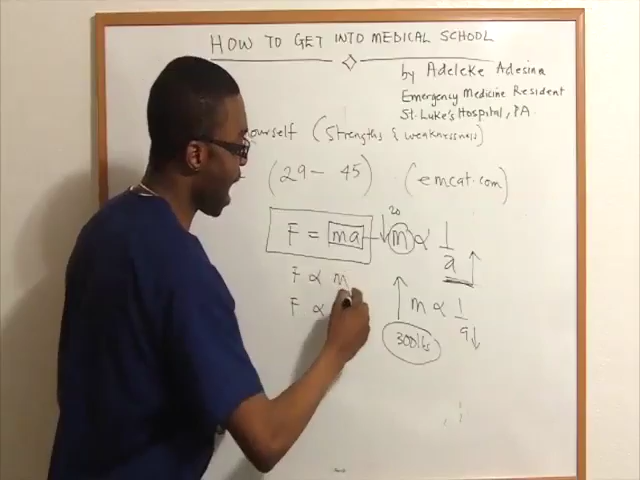 HOW TO GET INTO MEDICAL SCHOOL
by Adeleke Adesina
Emergency Medicine Resident
St. Luke's Hospital, PA
ourself (Strengths & weaknessness)
(29 - 45) (emcat.com)
F = ma ↓ 20 m ∝ 1/a ↑
F ∝ m
F ∝
↑ m ∝ 1/a ↓
300lbs